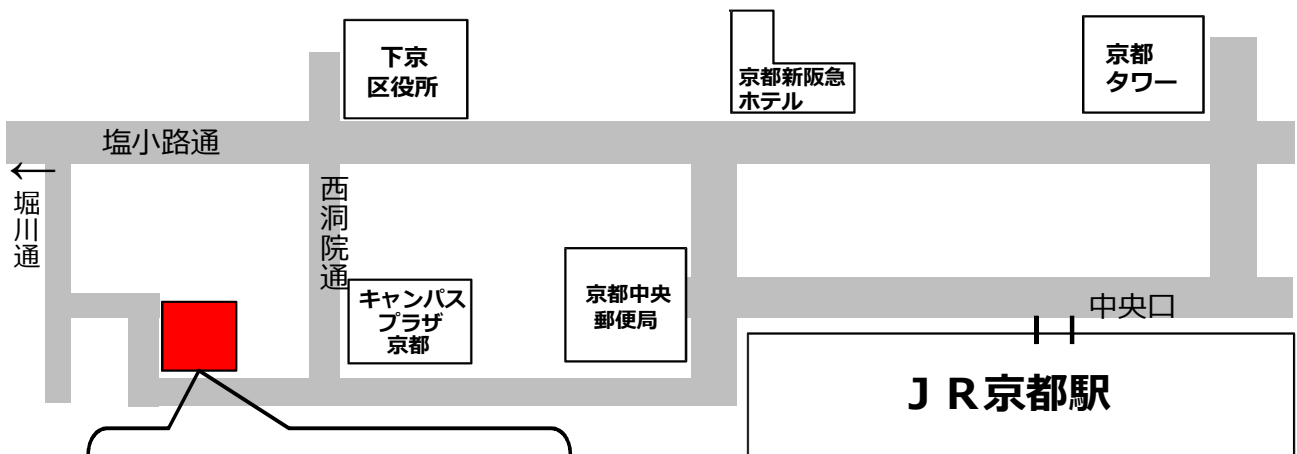 下京
区役所
京都新阪急
ホテル
京都
タワー
塩小路通
←
堀川通
西洞院通
キャンパス
プラザ
京都
京都中央
郵便局
中央口
ＪＲ京都駅